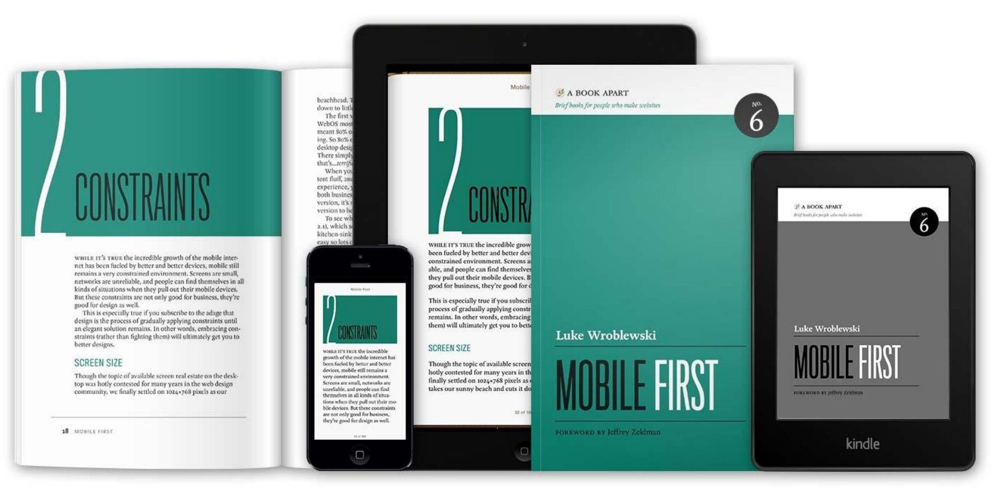 2
CONSTRAINTS
WHILE IT'S TRUE the incredible growth of the mobile inter-
net has been fueled by better and better devices, mobile still
remains a very constrained environment. Screens are small,
networks are unreliable, and people can find themselves in all
kinds of situations when they pull out their mobile devices.
But these constraints are not only good for business, they're
good for design as well.
This is especially true if you subscribe to the adage that
design is the process of gradually applying constraints until
an elegant solution remains. In other words, embracing con-
straints (rather than fighting them) will ultimately get you to
better designs.
SCREEN SIZE
Though the topic of available screen real estate on the desk-
top was hotly contested for many years in the web design
community, we finally settled on 1024×768 pixels as our
18 MOBILE FIRST
beachhead.
down to little
The first
WebOS most
meant 80% o
ing. So 80%
desktop desig
There simply
that's...terrifi
When you
tent fluff, and
experience,
both busines
version, it's
version to be
To see wh
2.1), which s
kitchen-sink
easy so lots
Mobile First
2
CONSTRAINTS
WHILE IT'S TRUE the incredible
growth of the mobile internet has
been fueled by better and better
devices, mobile still remains a
very constrained environment.
Screens are small, networks are
unreliable, and people can find
themselves in all kinds of situa-
tions when they pull out their mo-
bile devices. But these constraints
are not only good for business,
they're good for design as well.
Mobile
2
CONSTRA
WHILE IT'S TRUE the incredible grow
been fueled by better and better devi
constrained environment. Screens a
able, and people can find themselves
they pull out their mobile devices. B
good for business, they're good for d
This is especially true if you subscri
process of gradually applying constr
remains. In other words, embracing
them) will ultimately get you to bett
SCREEN SIZE
Though the topic of available screen
hotly contested for many years in th
finally settled on 1024×768 pixels as
takes our sunny beach and cuts it do
22 of 18
A BOOK APART
Brief books for people who make websites
No.
6
Luke Wroblewski
MOBILE FIRST
FOREWORD BY Jeffrey Zeldman
A BOOK APART
Brief books for people who make websites
No.
6
Luke Wroblewski
MOBILE FIRST
FOREWORD BY Jeffrey Zeldman
kindle